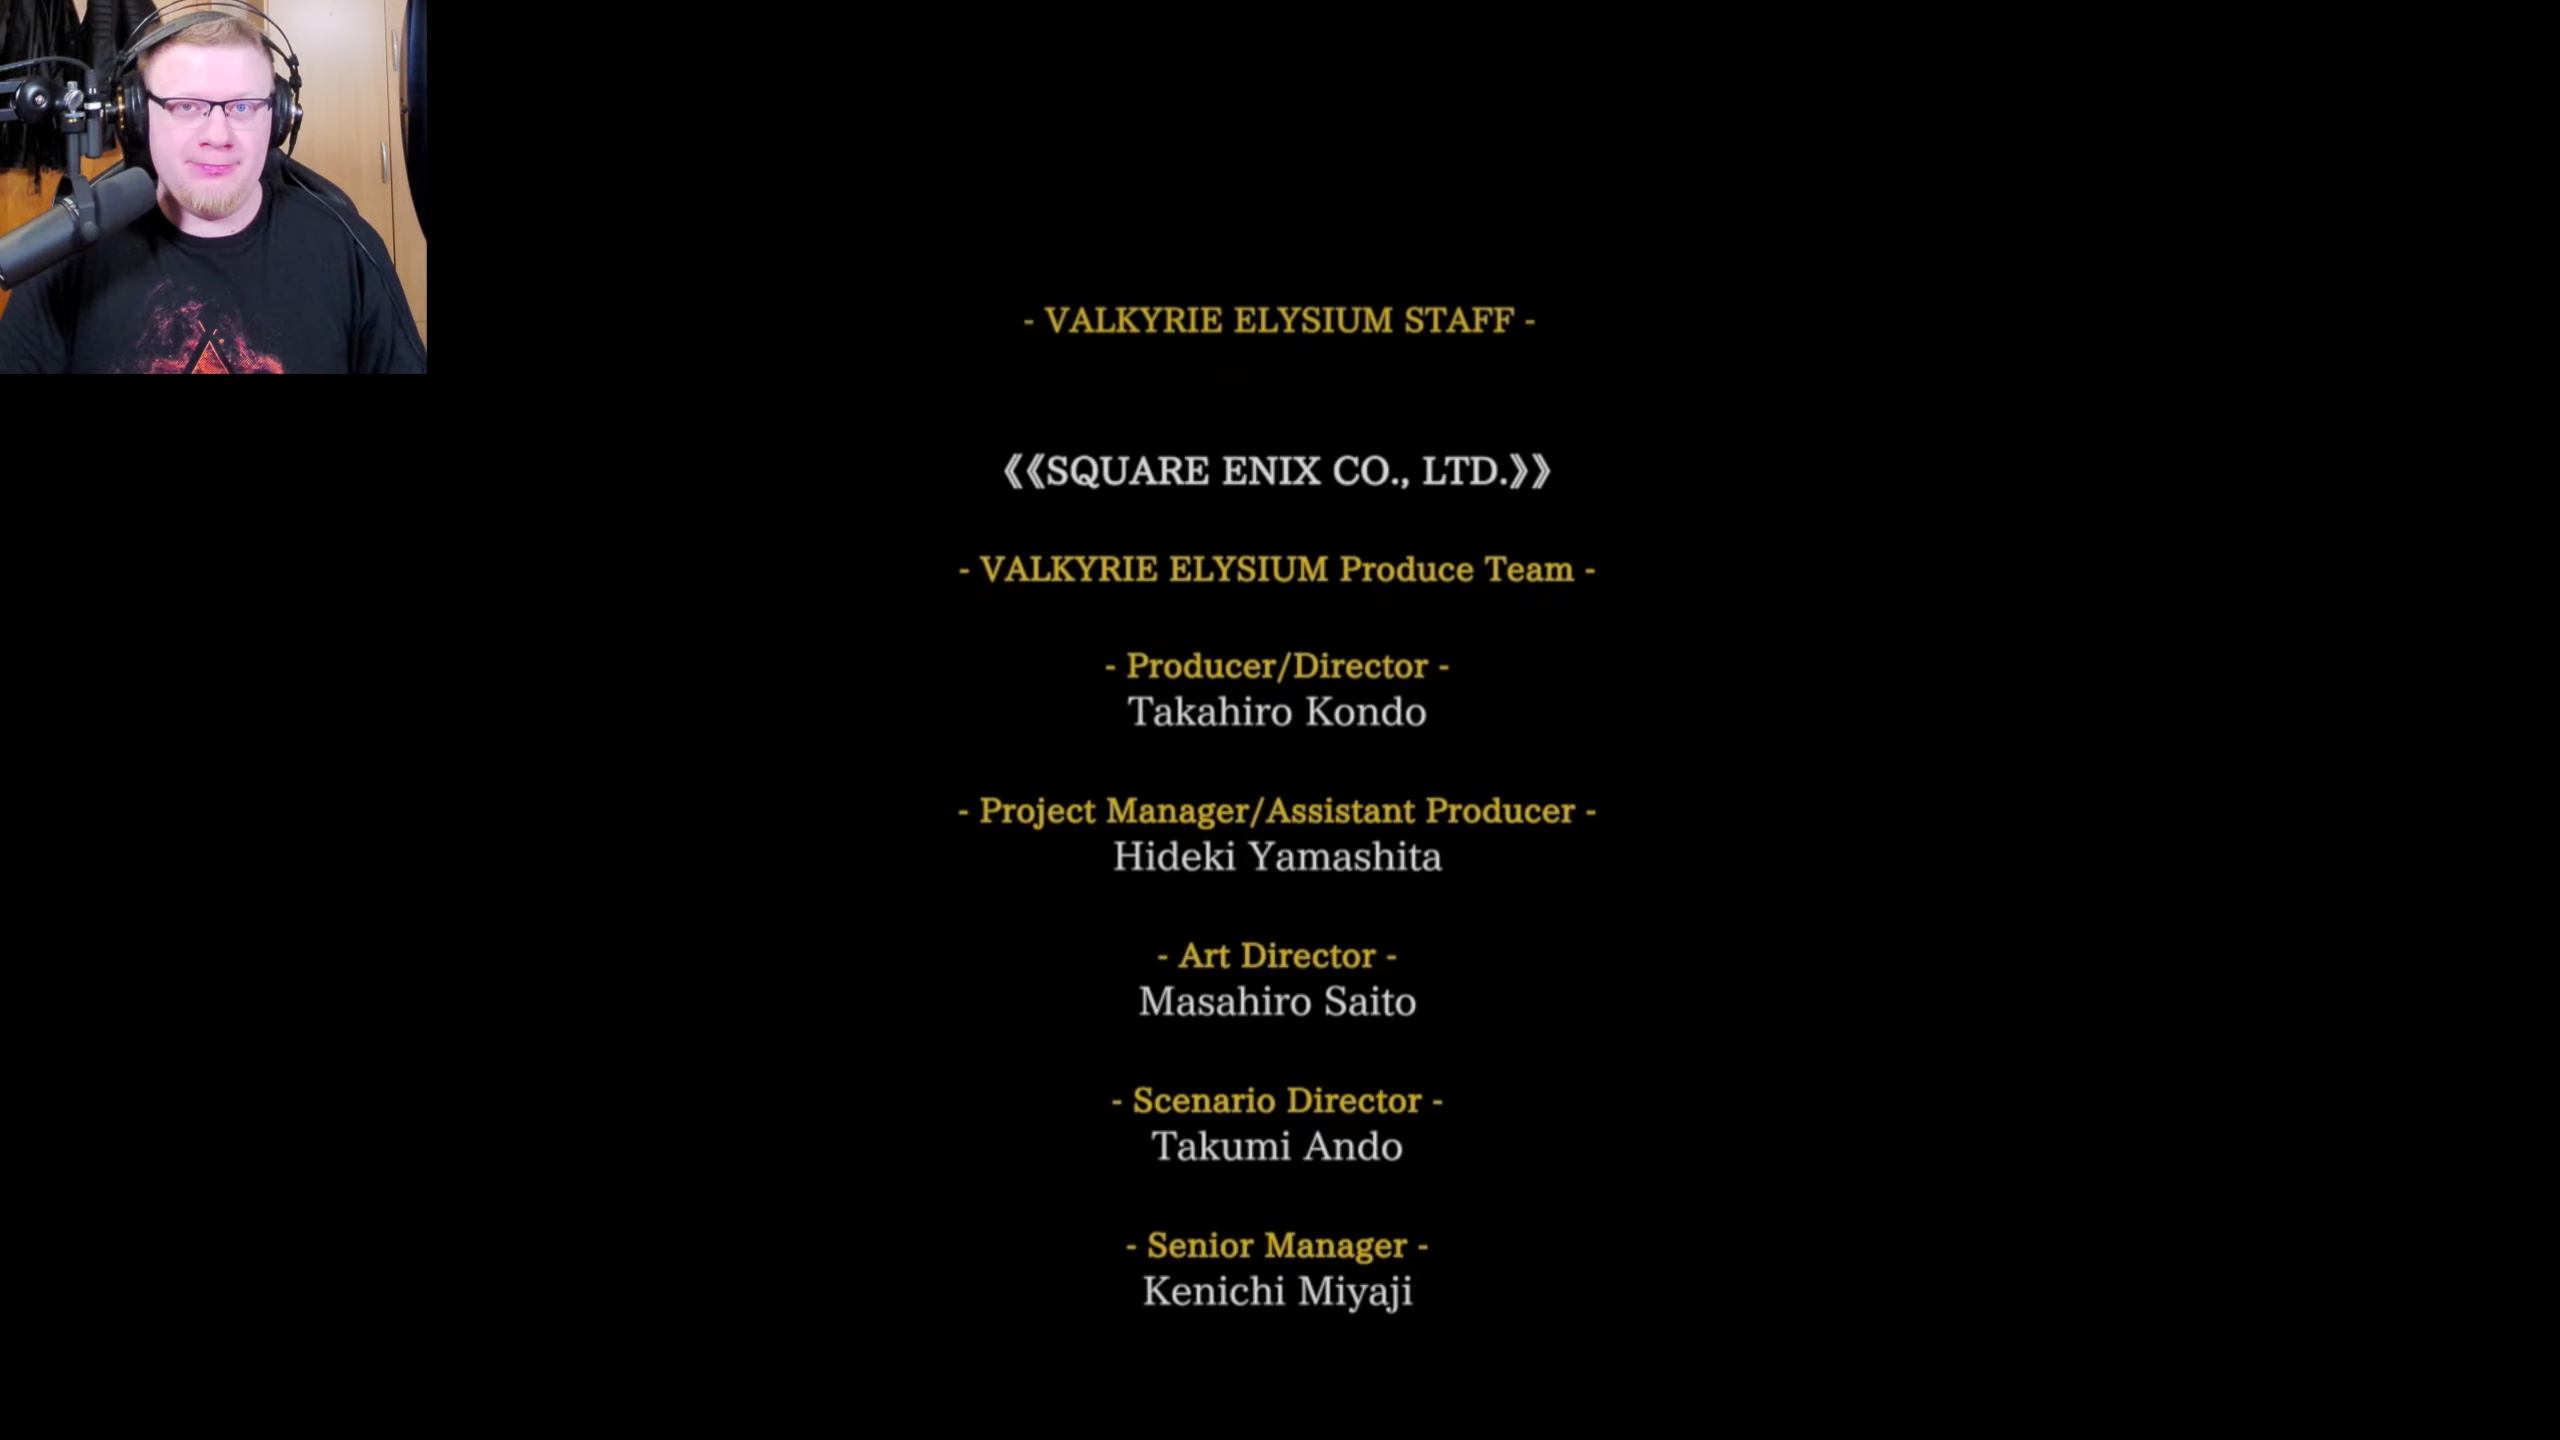 - VALKYRIE ELYSIUM STAFF -
《《SQUARE ENIX CO., LTD.》》
- VALKYRIE ELYSIUM Produce Team -
- Producer/Director -
Takahiro Kondo
- Project Manager/Assistant Producer -
Hideki Yamashita
- Art Director -
Masahiro Saito
- Scenario Director -
Takumi Ando
- Senior Manager -
Kenichi Miyaji